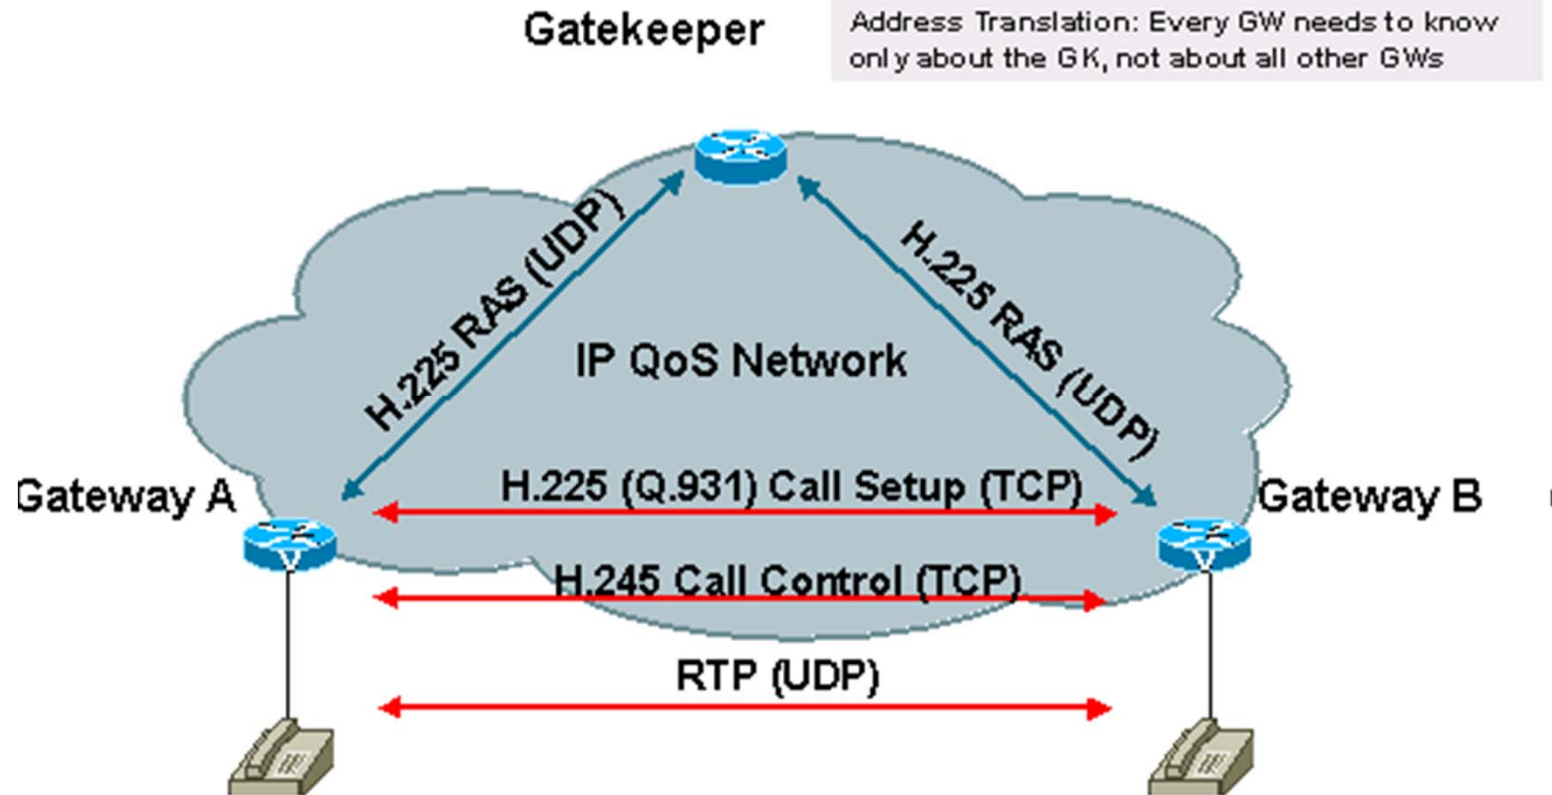 Gatekeeper
Address Translation: Every GW needs to know
only about the GK, not about all other GWs
H.225 RAS (UDP)
H.225 RAS (UDP)
IP QoS Network
Gateway A
H.225 (Q.931) Call Setup (TCP)
Gateway B
H.245 Call Control (TCP)
RTP (UDP)
V
V